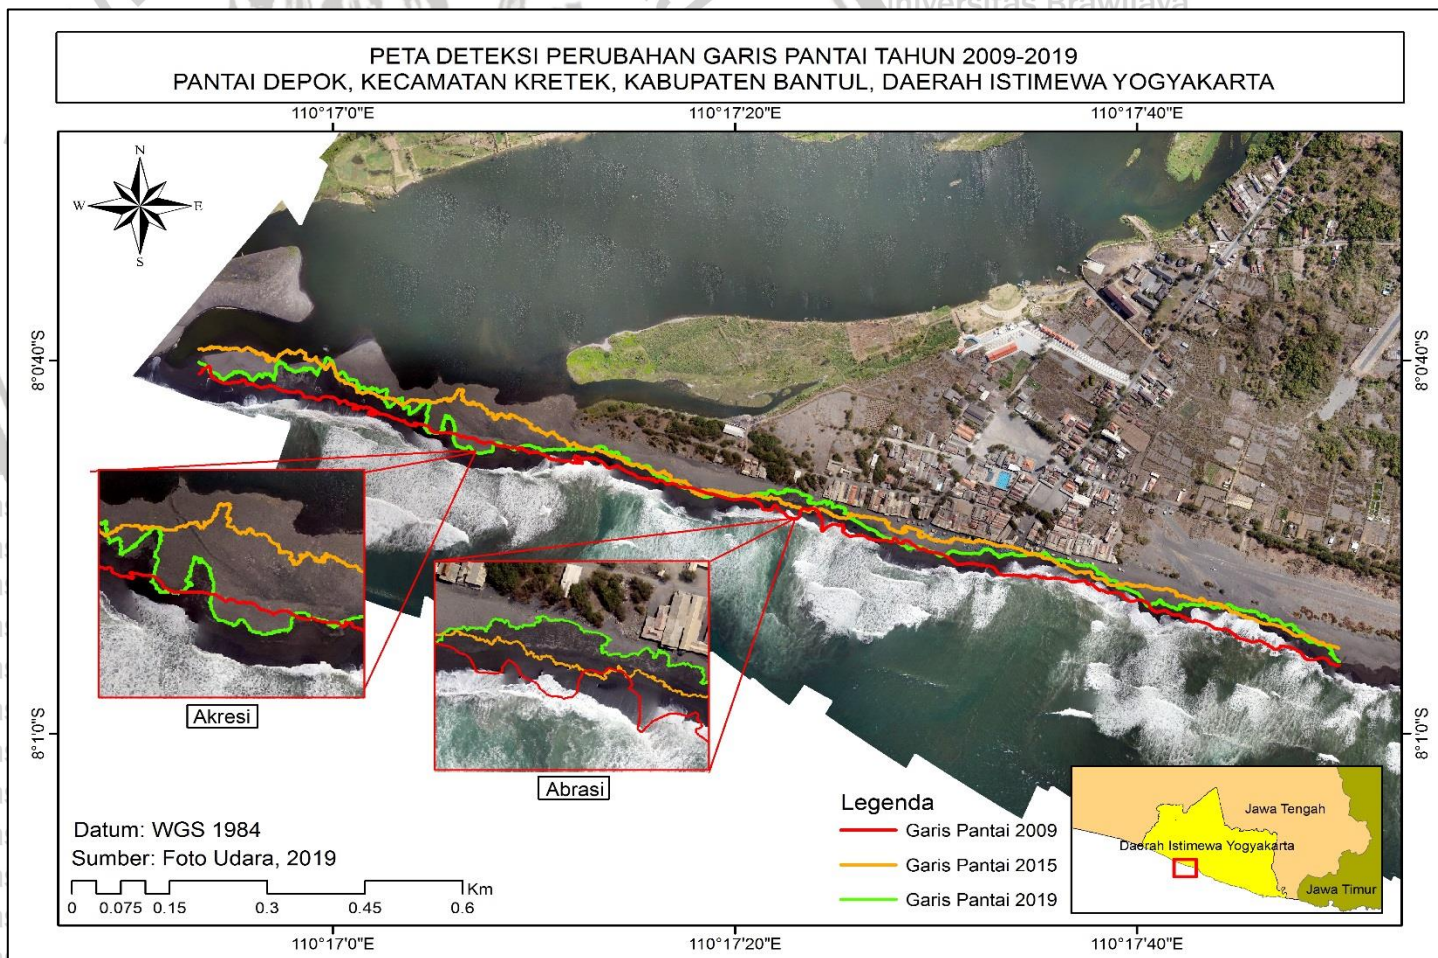 Universitas Brawijaya
PETA DETEKSI PERUBAHAN GARIS PANTAI TAHUN 2009-2019
PANTAI DEPOK, KECAMATAN KRETEK, KABUPATEN BANTUL, DAERAH ISTIMEWA YOGYAKARTA
110°17'0"E
110°17'20"E
110°17'40"E
N
W
E
S
8°0'40"S
8°0'40"S
8°1'0"S
8°1'0"S
Akresi
Abrasi
Datum: WGS 1984
Sumber: Foto Udara, 2019
Km
0 0.075 0.15 0.3 0.45 0.6
Legenda
Garis Pantai 2009
Garis Pantai 2015
Garis Pantai 2019
Jawa Tengah
Daerah Istimewa Yogyakarta
Jawa Timur
110°17'0"E
110°17'20"E
110°17'40"E